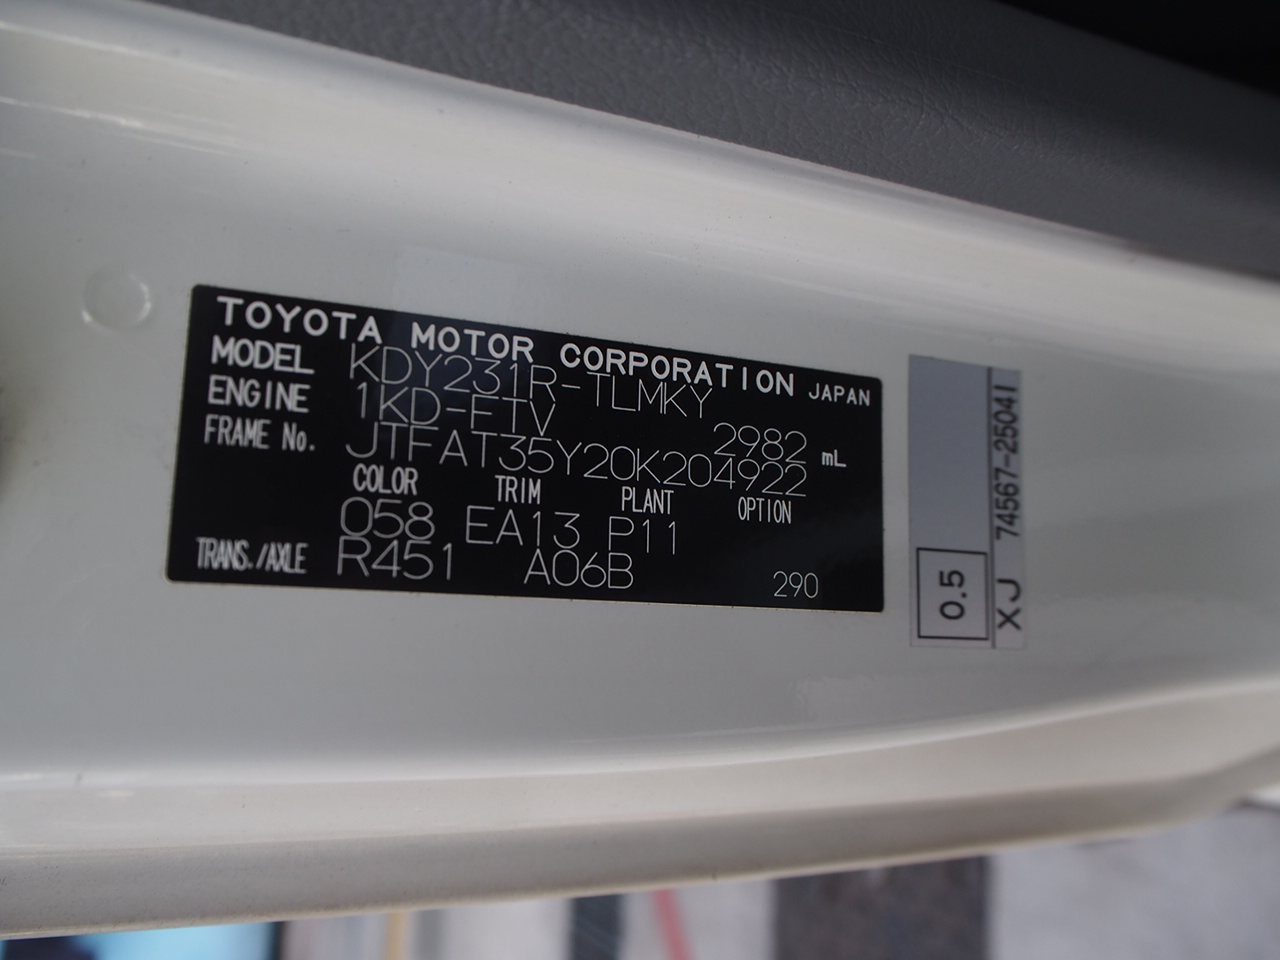 TOYOTA MOTOR CORPORATION JAPAN
MODEL KDY231R-TLMKY
ENGINE 1KD-FTV 2982 mL
FRAME No. JTFAT35Y20K204922
COLOR TRIM PLANT OPTION
058 EA13 P11
TRANS./AXLE R451 A06B 290
0.5
XJ 74567-25041